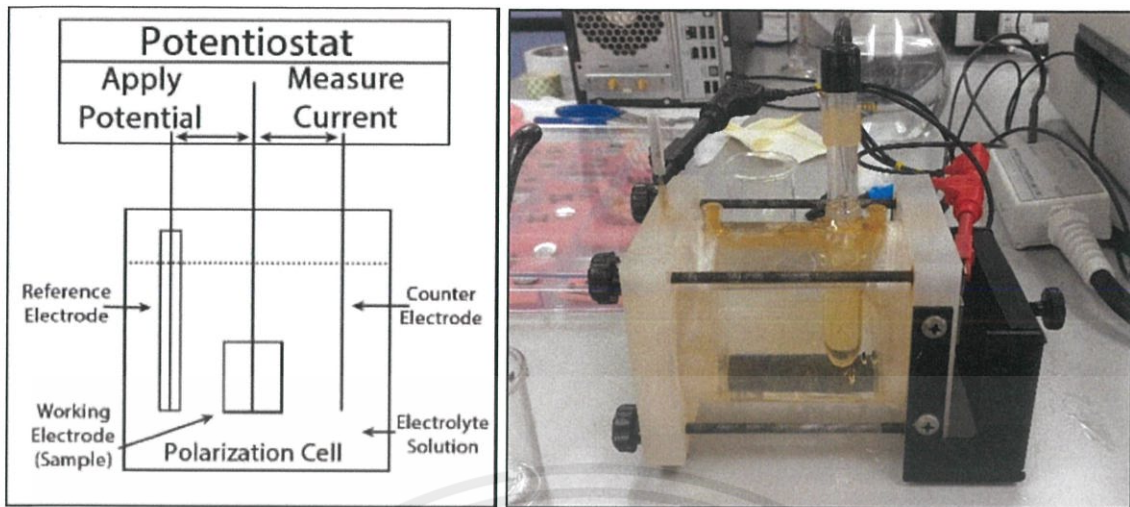 Potentiostat
Apply Measure
Potential Current
Reference
Electrode
Counter
Electrode
Working
Electrode
(Sample)
Electrolyte
Solution
Polarization Cell